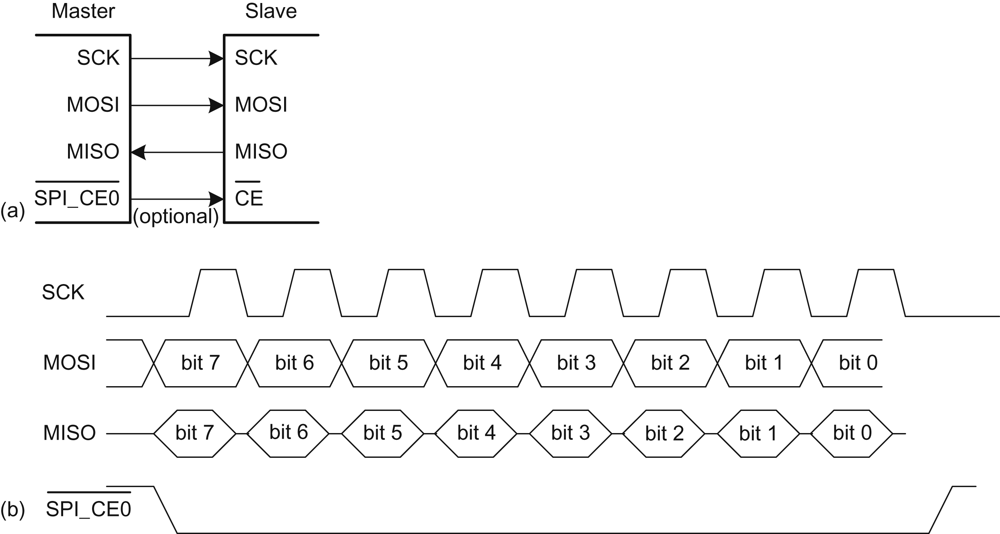 Master Slave
SCK SCK
MOSI MOSI
MISO MISO
SPI_CE0 CE
(a) (optional)
SCK
MOSI bit 7 bit 6 bit 5 bit 4 bit 3 bit 2 bit 1 bit 0
MISO bit 7 bit 6 bit 5 bit 4 bit 3 bit 2 bit 1 bit 0
(b) SPI_CE0